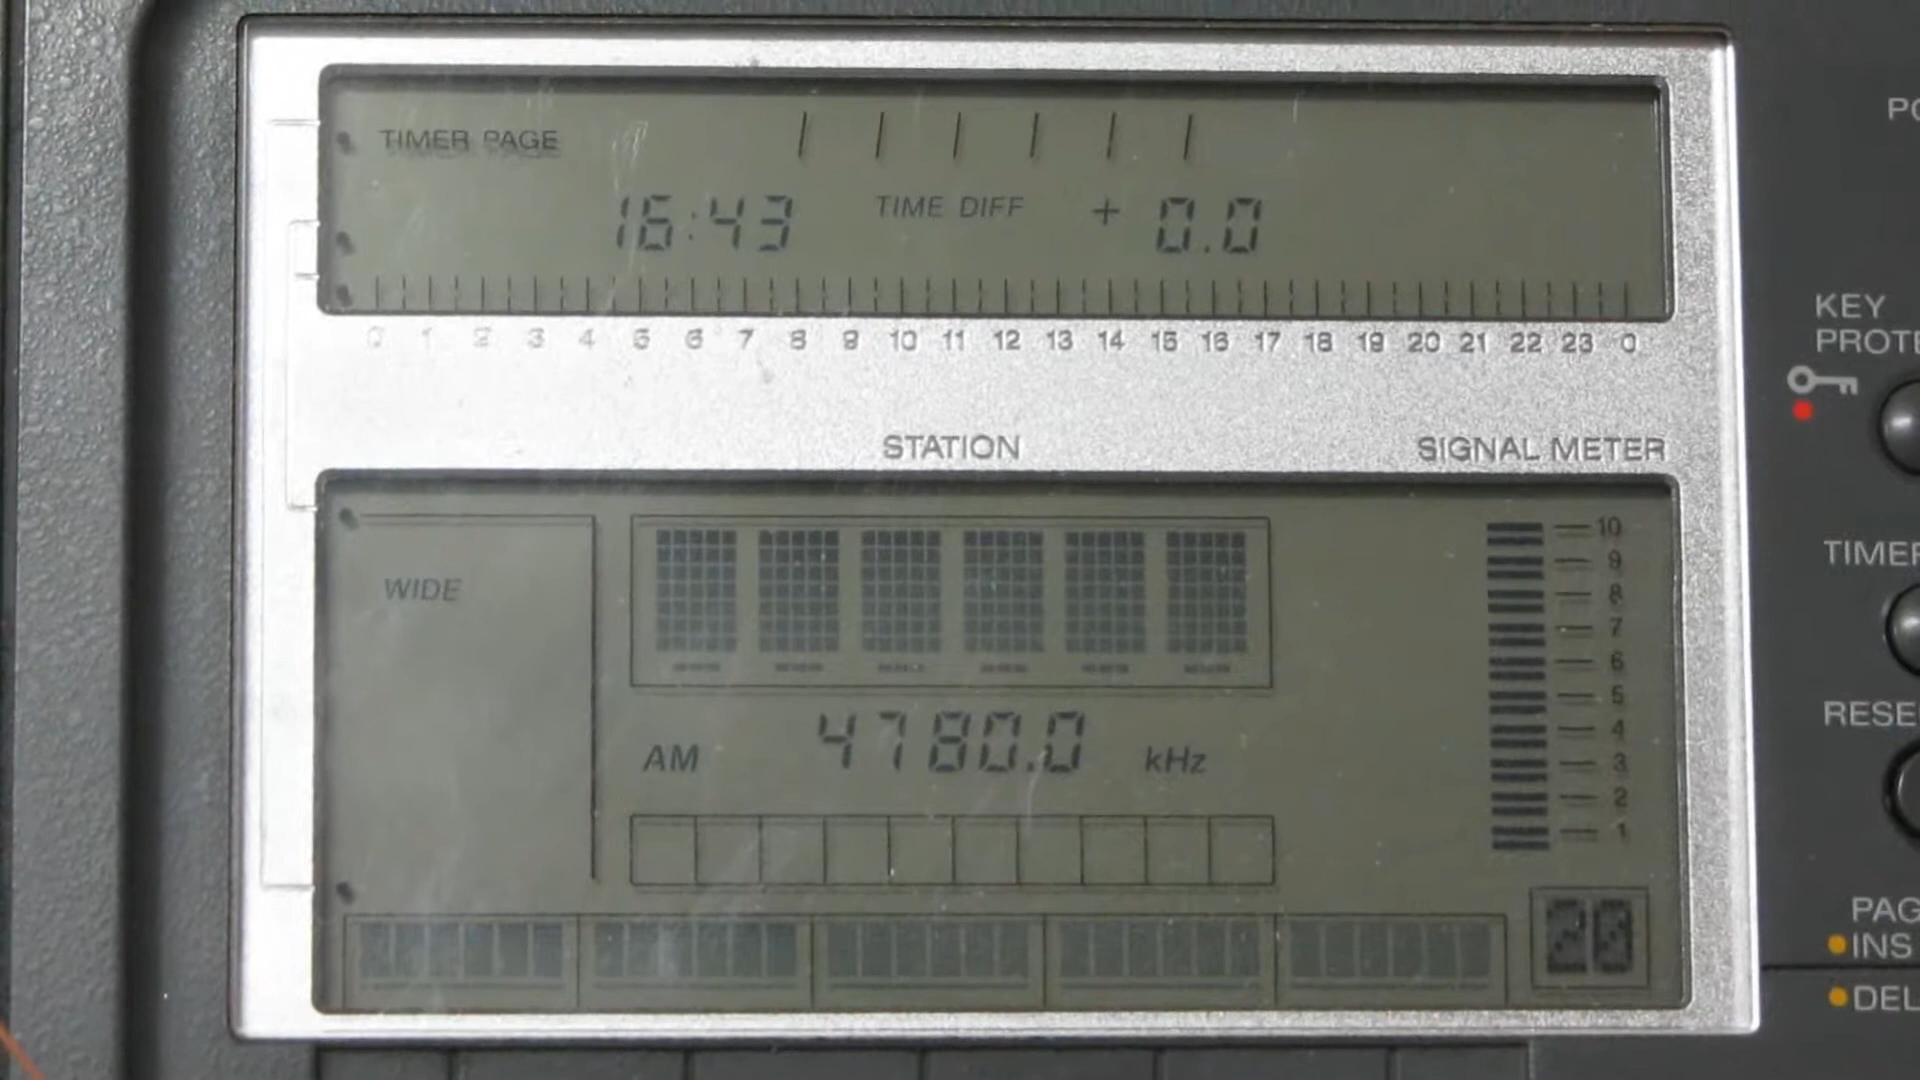 TIMER PAGE
16:43 TIME DIFF + 0.0
0 1 2 3 4 5 6 7 8 9 10 11 12 13 14 15 16 17 18 19 20 21 22 23 0
STATION SIGNAL METER
WIDE
AM 4780.0 kHz
10
9
8
7
6
5
4
3
2
1
20
PO
KEY
PROTE
TIMER
RESE
PAG
INS
DEL